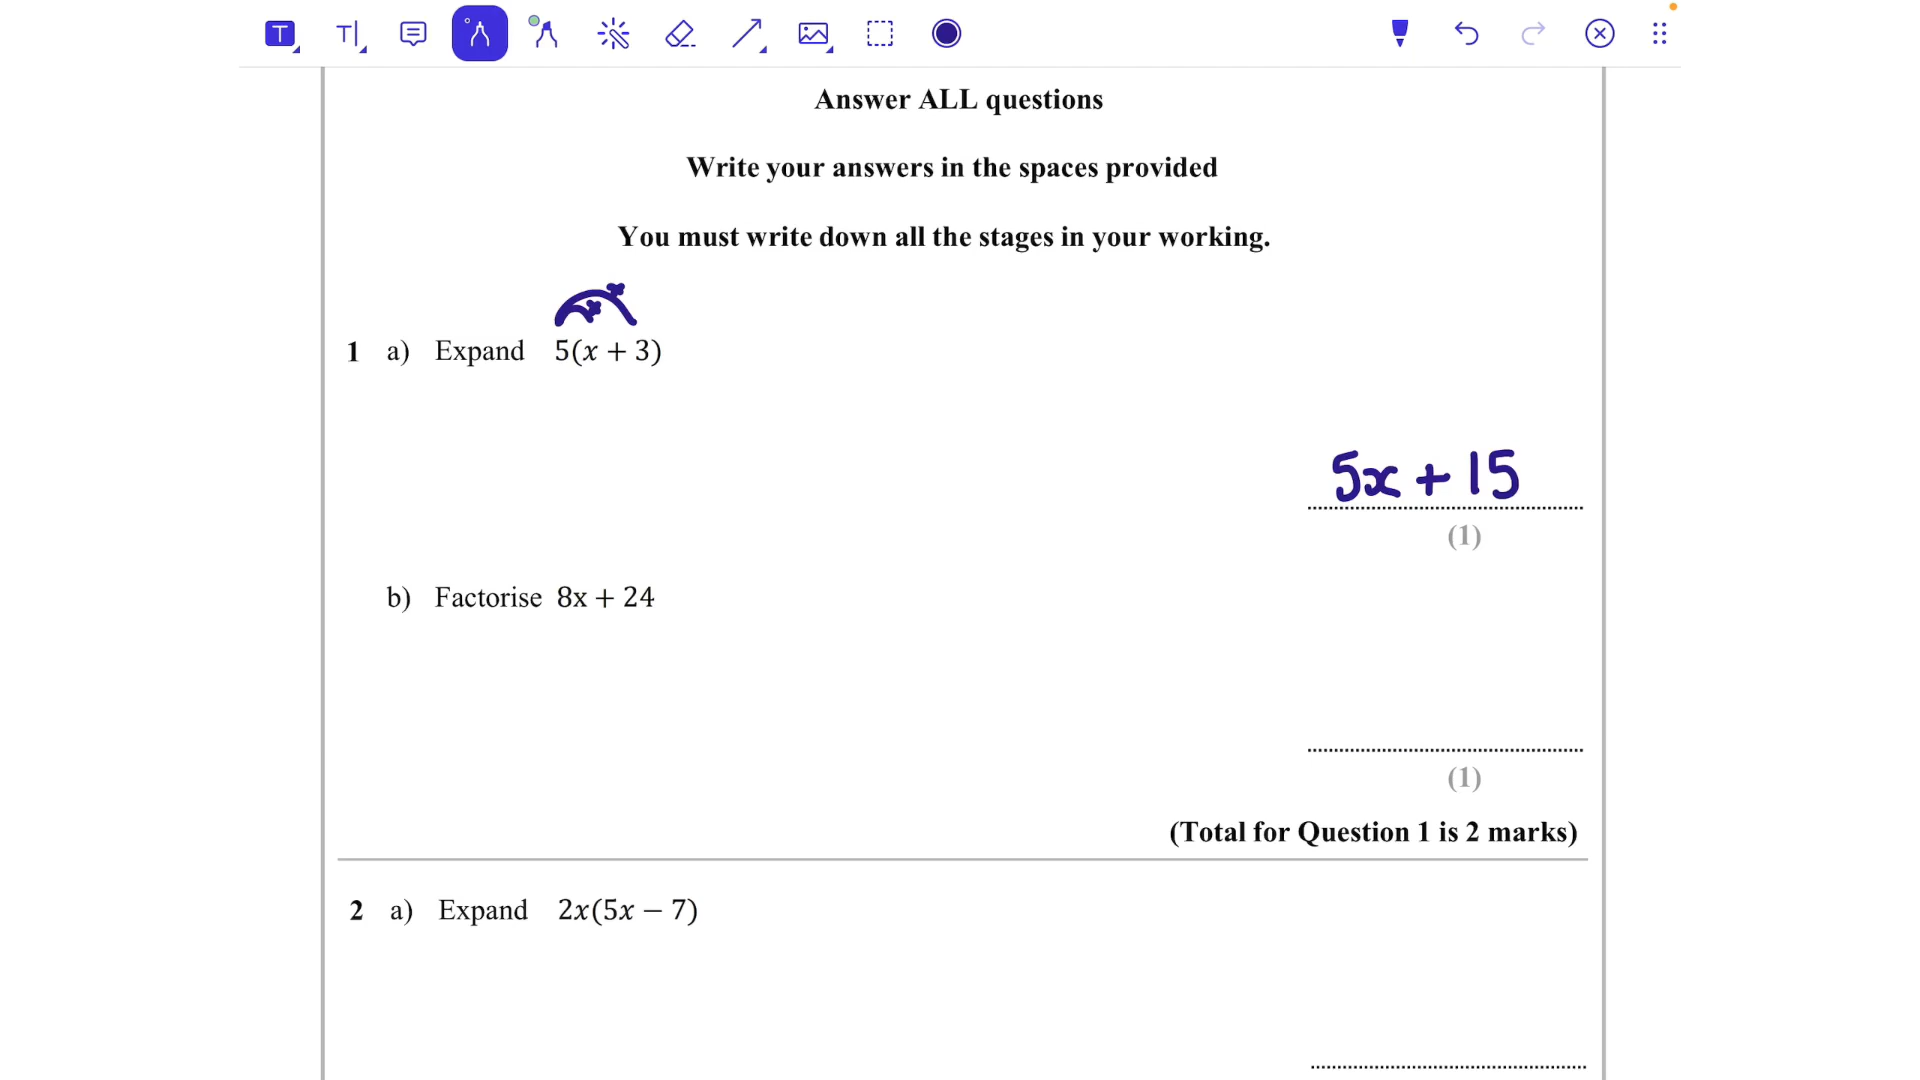 Answer ALL questions
Write your answers in the spaces provided
You must write down all the stages in your working.
1 a) Expand 5(x + 3)
5x + 15
(1)
b) Factorise 8x + 24
(1)
(Total for Question 1 is 2 marks)
2 a) Expand 2x(5x − 7)